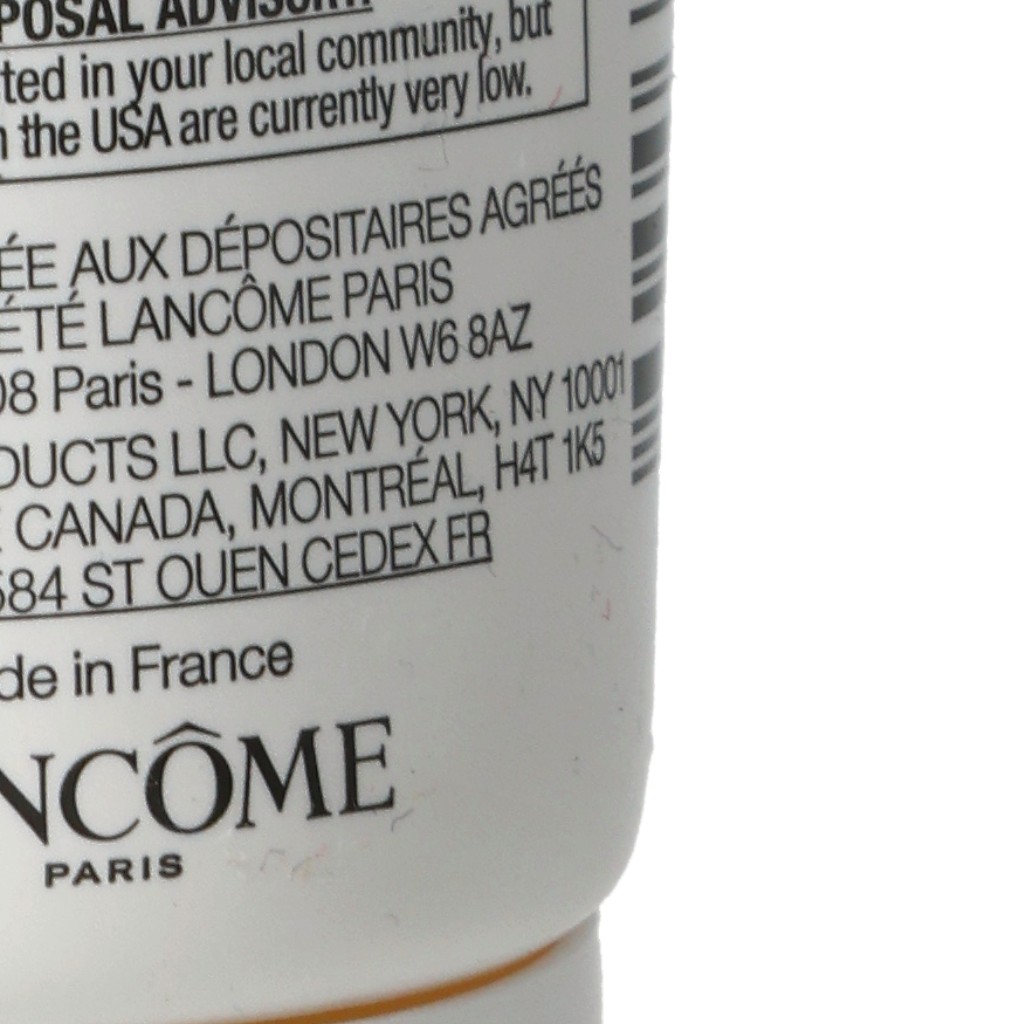 POSAL ADVISORY:
ted in your local community, but
n the USA are currently very low.
ÉE AUX DÉPOSITAIRES AGRÉÉS
ÉTÉ LANCÔME PARIS
08 Paris - LONDON W6 8AZ
DUCTS LLC, NEW YORK, NY 10001
CANADA, MONTRÉAL, H4T 1K5
584 ST OUEN CEDEX FR
de in France
NCÔME
PARIS